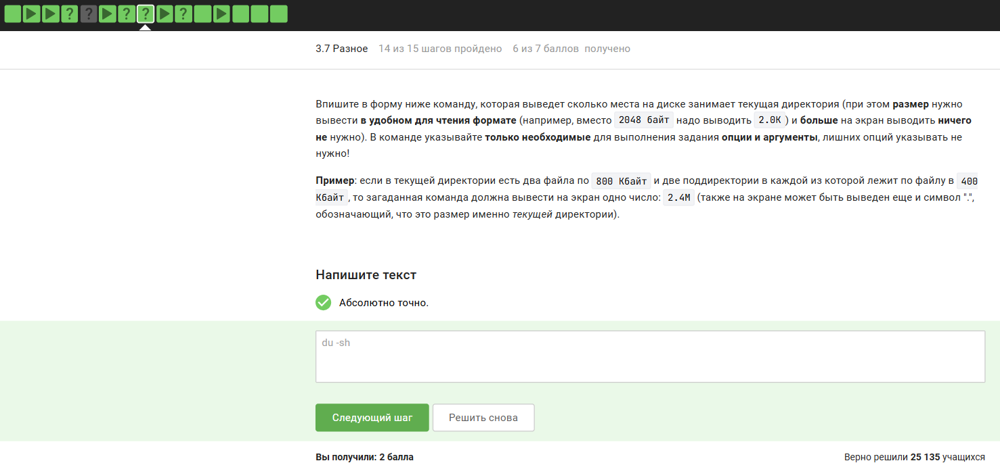 ? ? ? ? ?
3.7 Разное 14 из 15 шагов пройдено 6 из 7 баллов получено
Впишите в форму ниже команду, которая выведет сколько места на диске занимает текущая директория (при этом размер нужно
вывести в удобном для чтения формате (например, вместо 2048 байт надо выводить 2.0K ) и больше на экран выводить ничего
не нужно). В команде указывайте только необходимые для выполнения задания опции и аргументы, лишних опций указывать не
нужно!
Пример: если в текущей директории есть два файла по 800 Кбайт и две поддиректории в каждой из которой лежит по файлу в 400
Кбайт , то загаданная команда должна вывести на экран одно число: 2.4M (также на экране может быть выведен еще и символ ".",
обозначающий, что это размер именно текущей директории).
Напишите текст
Абсолютно точно.
du -sh
Следующий шаг Решить снова
Вы получили: 2 балла Верно решили 25 135 учащихся